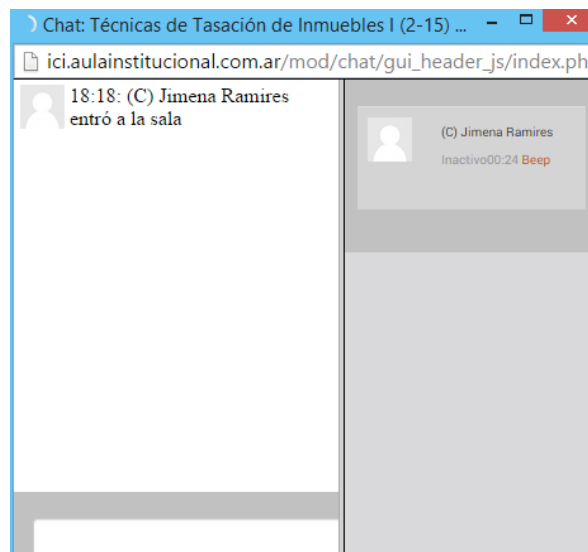 Chat: Técnicas de Tasación de Inmuebles I (2-15) ...
ici.aulainstitucional.com.ar/mod/chat/gui_header_js/index.ph
18:18: (C) Jimena Ramires
entró a la sala
(C) Jimena Ramires
Inactivo00:24 Beep